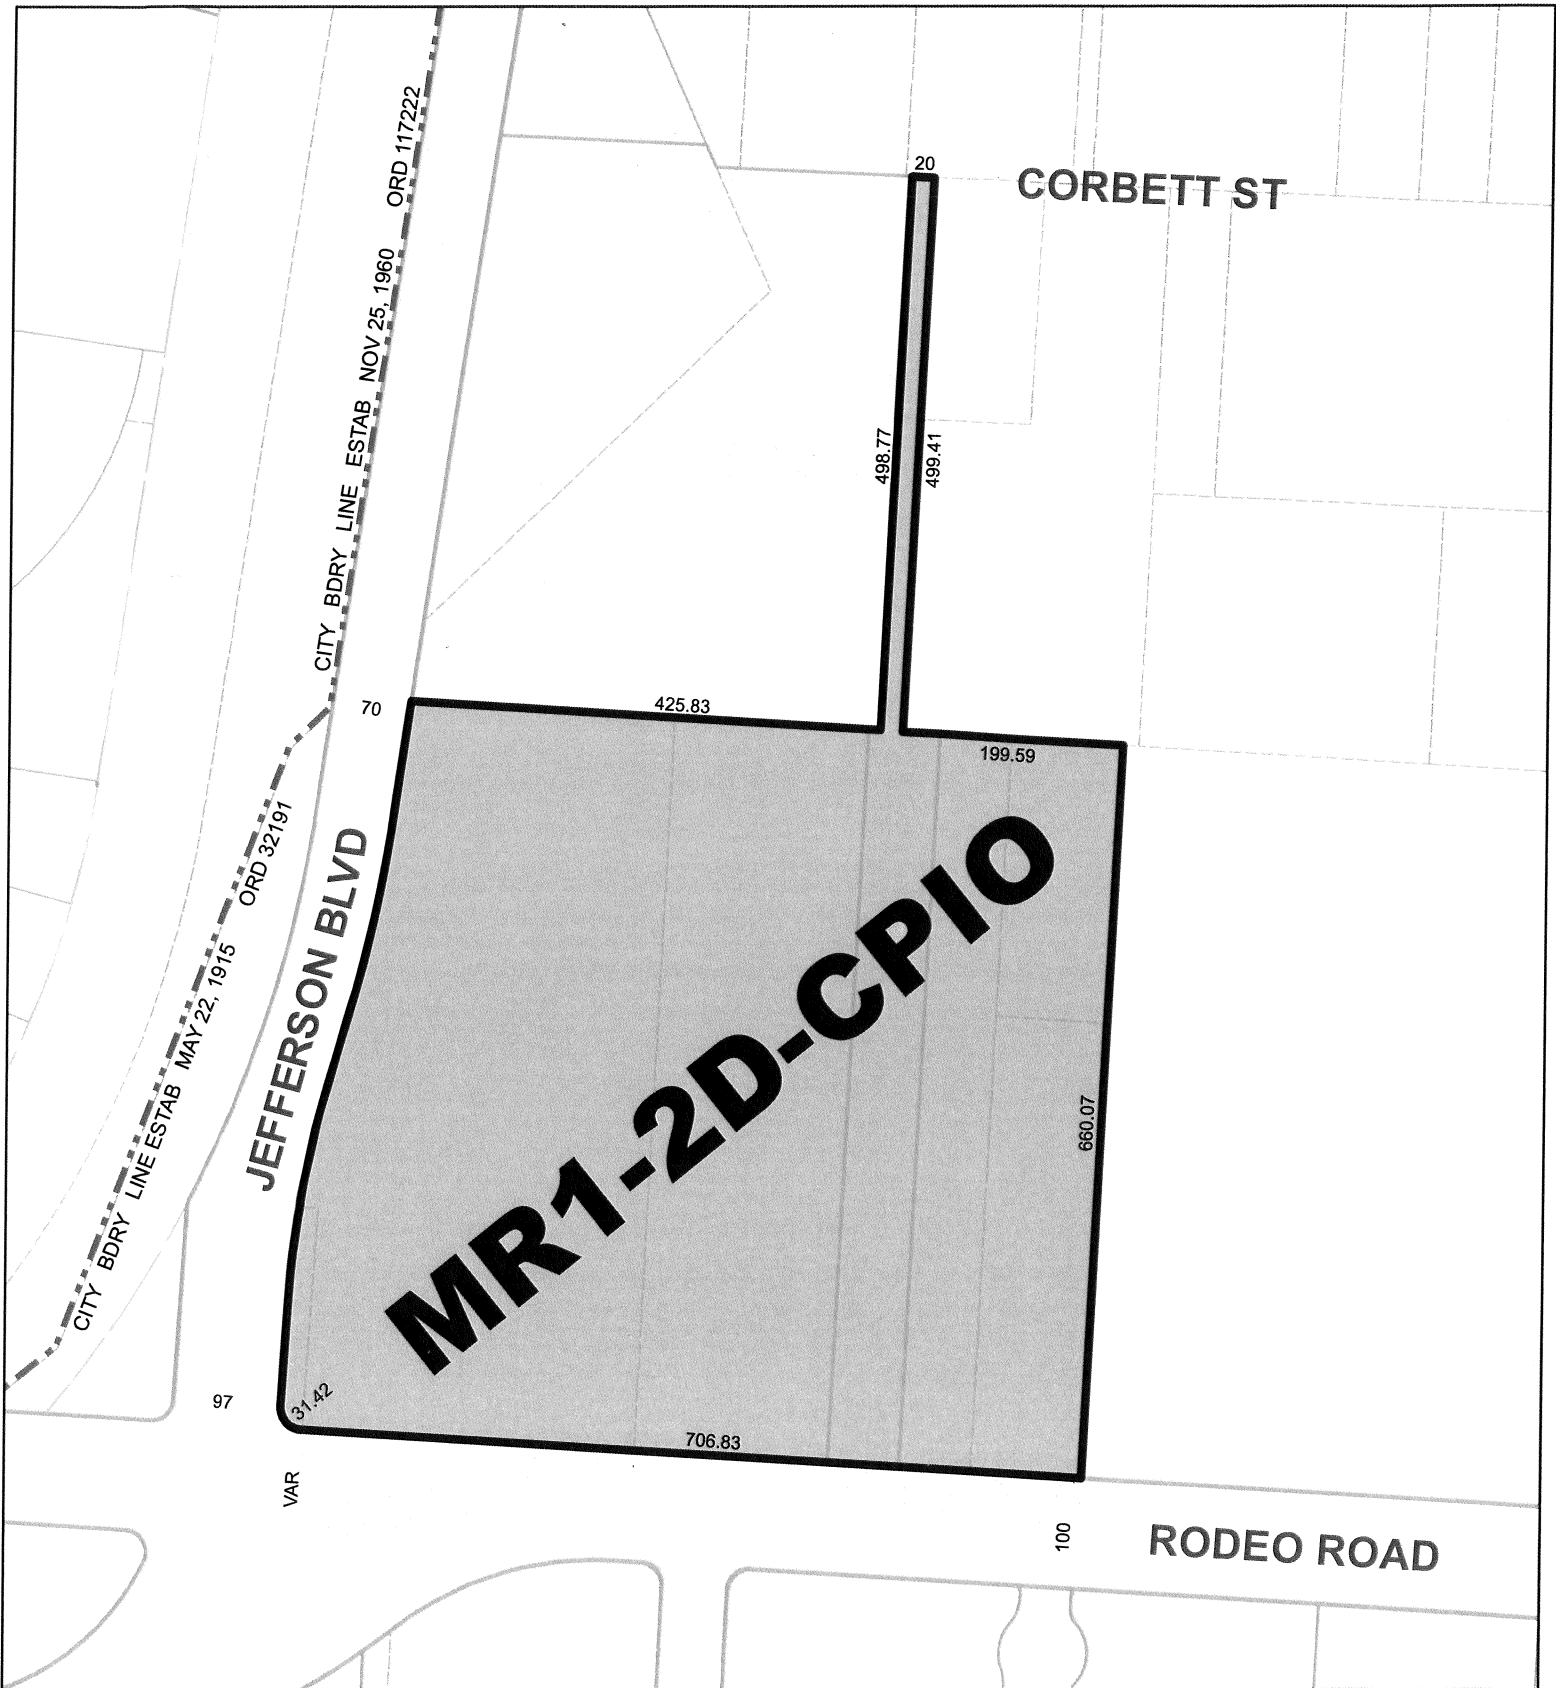 ORD 117222
20
CORBETT ST
CITY BDRY LINE ESTAB NOV 25, 1960
498.77
499.41
70
425.83
199.59
ORD 32191
JEFFERSON BLVD
CITY BDRY LINE ESTAB MAY 22, 1915
MR1-2D-CPIO
660.07
97
31.42
706.83
VAR
100
RODEO ROAD